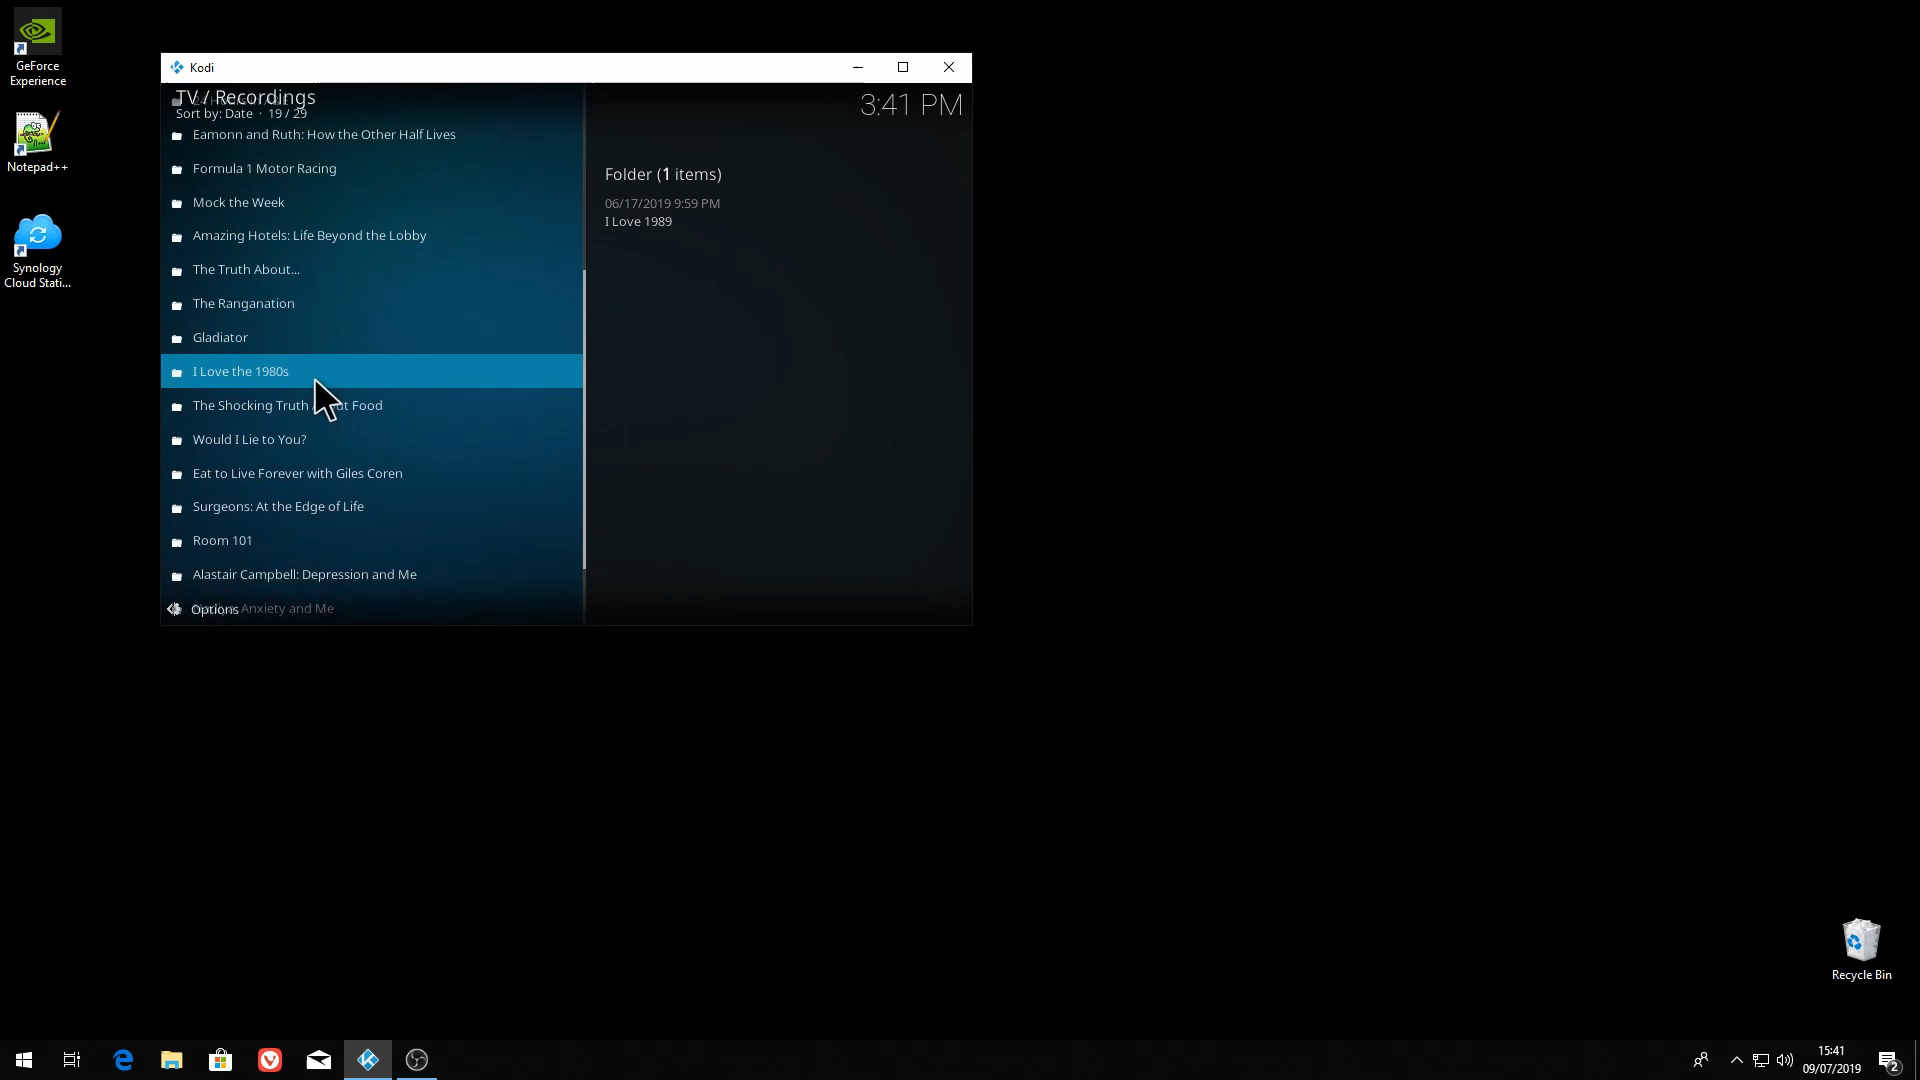 GeForce
Experience
Notepad++
Synology
Cloud Stati...
Kodi
TV / Recordings
Sort by: Date · 19 / 29
3:41 PM
Eamonn and Ruth: How the Other Half Lives
Formula 1 Motor Racing
Mock the Week
Amazing Hotels: Life Beyond the Lobby
The Truth About...
The Ranganation
Gladiator
I Love the 1980s
The Shocking Truth ut Food
Would I Lie to You?
Eat to Live Forever with Giles Coren
Surgeons: At the Edge of Life
Room 101
Alastair Campbell: Depression and Me
Anxiety and Me
Options
Folder (1 items)
06/17/2019 9:59 PM
I Love 1989
Recycle Bin
15:41
09/07/2019
2